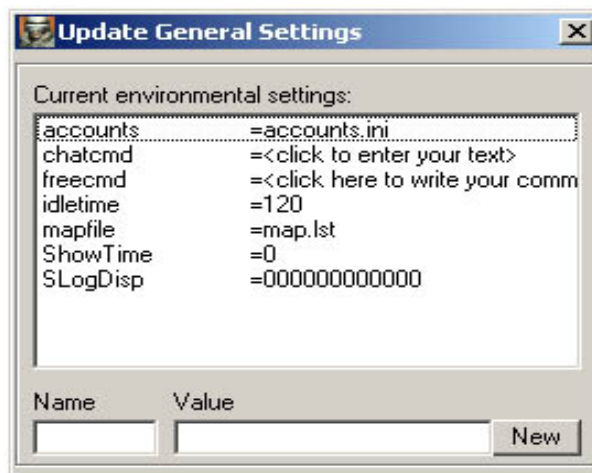 Update General Settings
Current environmental settings:
accounts =accounts.ini
chatcmd =<click to enter your text>
freecmd =<click here to write your comm
idletime =120
mapfile =map.lst
ShowTime =0
SLogDisp =000000000000
Name Value
New